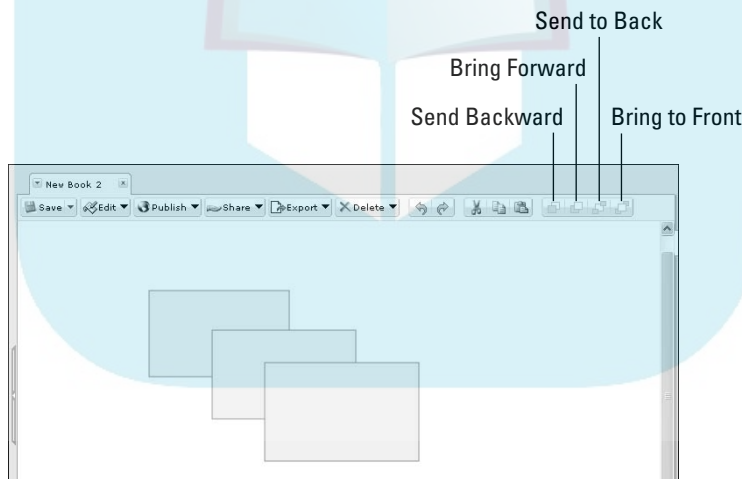 Send to Back
Bring Forward
Send Backward Bring to Front
New Book 2
Save Edit Publish Share Export Delete